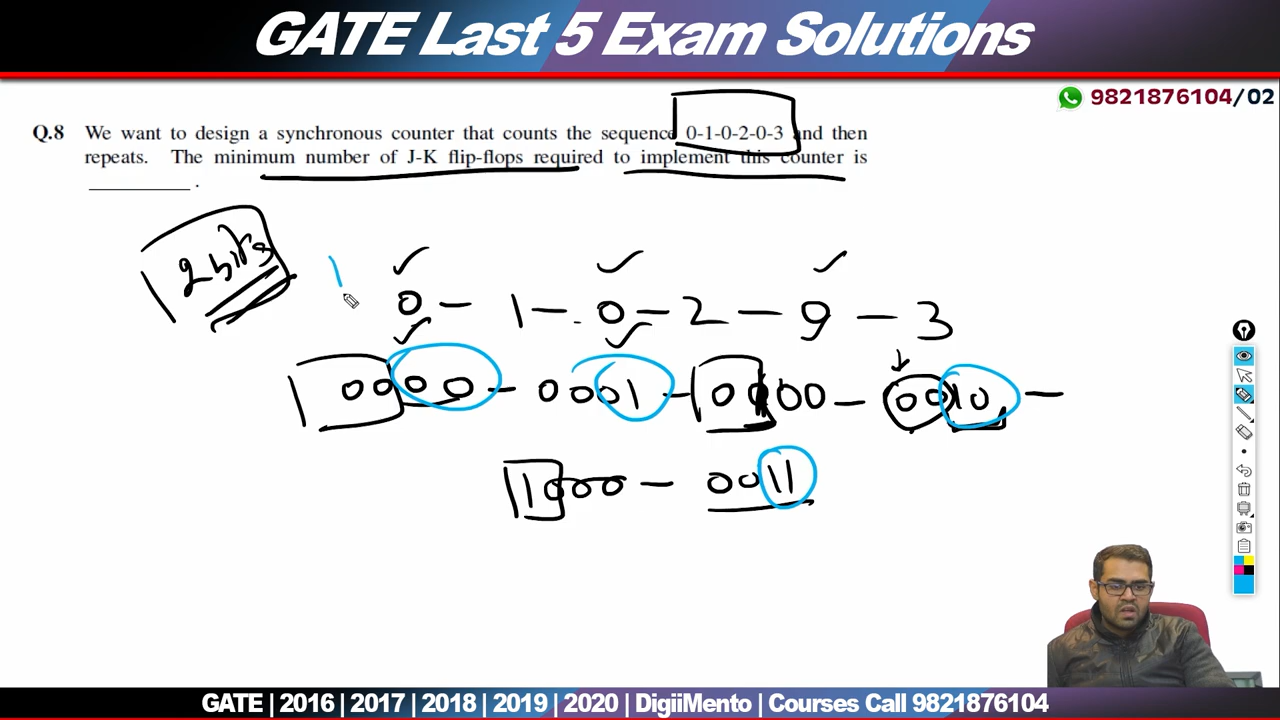 GATE Last 5 Exam Solutions
9821876104/02
Q.8 We want to design a synchronous counter that counts the sequence 0-1-0-2-0-3 and then
repeats. The minimum number of J-K flip-flops required to implement this counter is
__________ .
2 bits
0 - 1 - 0 - 2 - 0 - 3
0000 - 0001 - 0000 - 0010 -
11000 - 0011
GATE | 2016 | 2017 | 2018 | 2019 | 2020 | DigiiMento | Courses Call 9821876104